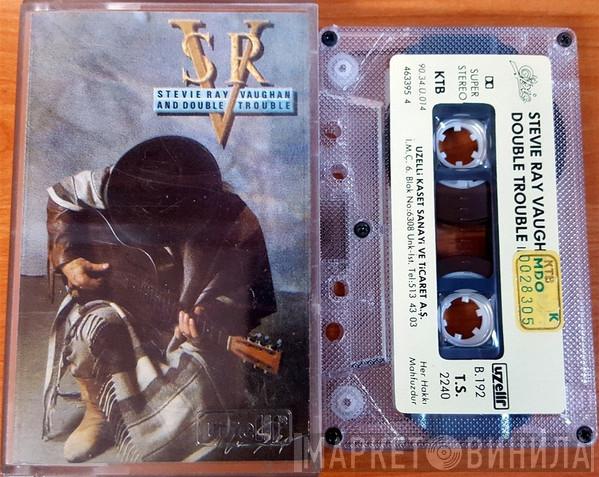 SRV
STEVIE RAY VAUGHAN
AND DOUBLE TROUBLE
uzelli
Epic
STEVIE RAY VAUGH
DOUBLE TROUBLE
SUPER
STEREO
KTB
90.34.U.014
463395 4
UZELLİ KASET SANAYİ VE TİCARET A.Ş.
İ.M.Ç. 6. Blok No:6308 Unk-İst. Tel:513 43 03
KTB
MDO K
0028305
uzelli
B.192
T.S.
2240
Her Hakkı
Mahfuzdur
МАРКЕТ ВИНИЛА